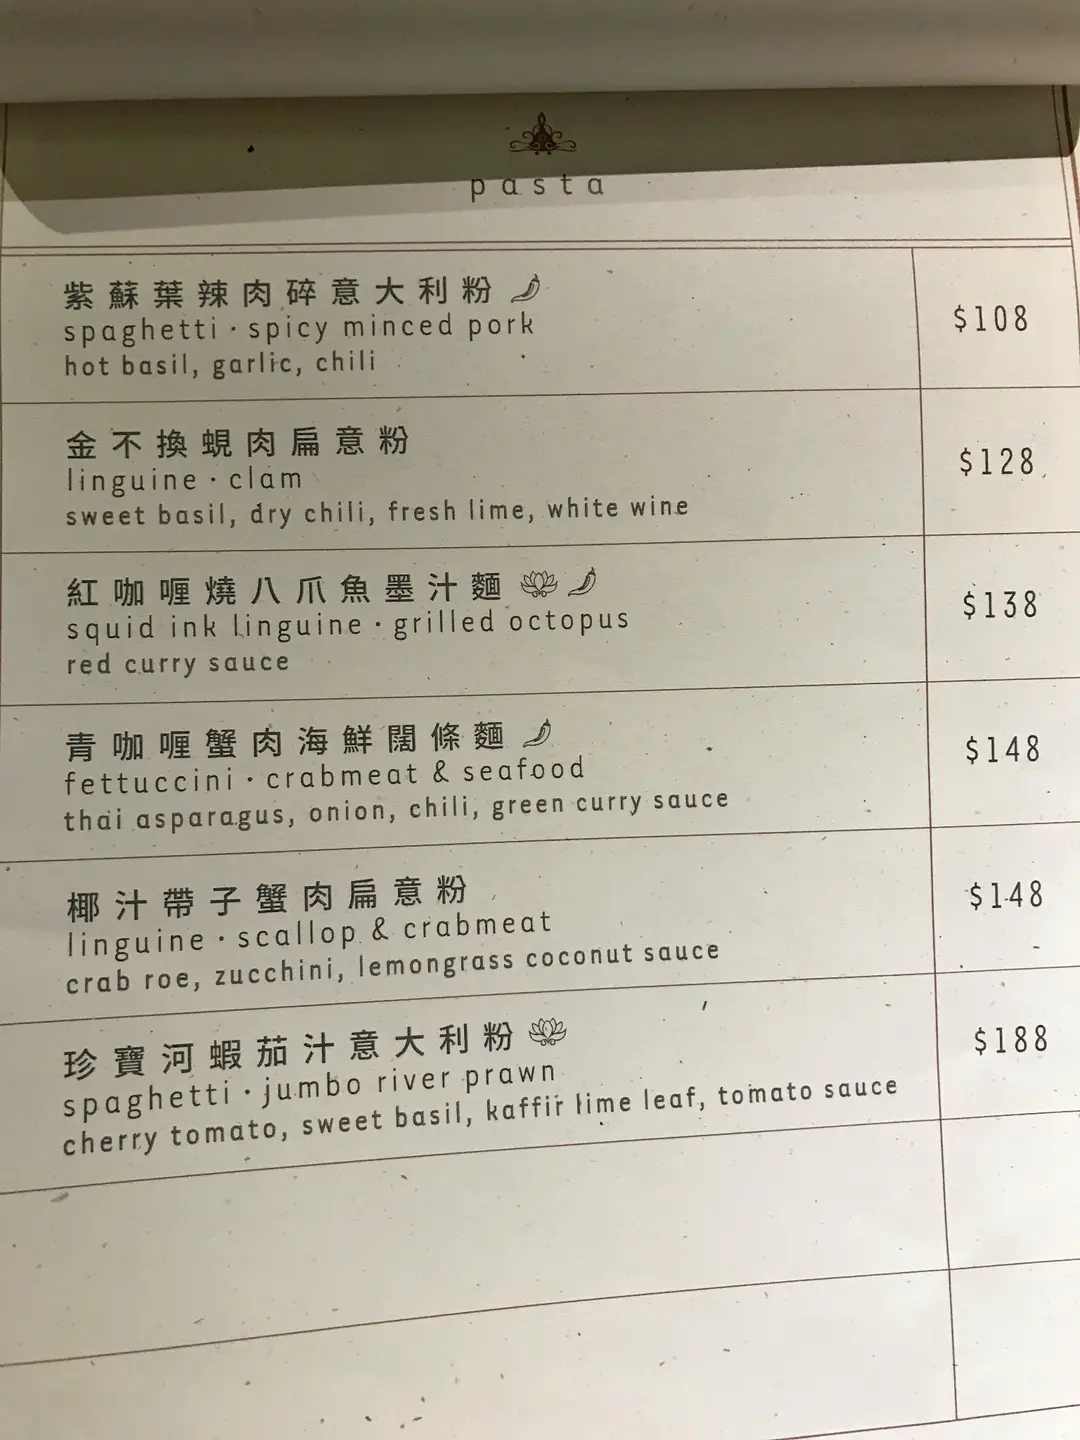 pasta
紫蘇葉辣肉碎意大利粉
spaghetti · spicy minced pork
hot basil, garlic, chili
$108
金不換蜆肉扁意粉
linguine · clam
sweet basil, dry chili, fresh lime, white wine
$128
紅咖喱燒八爪魚墨汁麵
squid ink linguine · grilled octopus
red curry sauce
$138
青咖喱蟹肉海鮮闊條麵
fettuccini · crabmeat & seafood
thai asparagus, onion, chili, green curry sauce
$148
椰汁帶子蟹肉扁意粉
linguine · scallop & crabmeat
crab roe, zucchini, lemongrass coconut sauce
$148
珍寶河蝦茄汁意大利粉
spaghetti · jumbo river prawn
cherry tomato, sweet basil, kaffir lime leaf, tomato sauce
$188